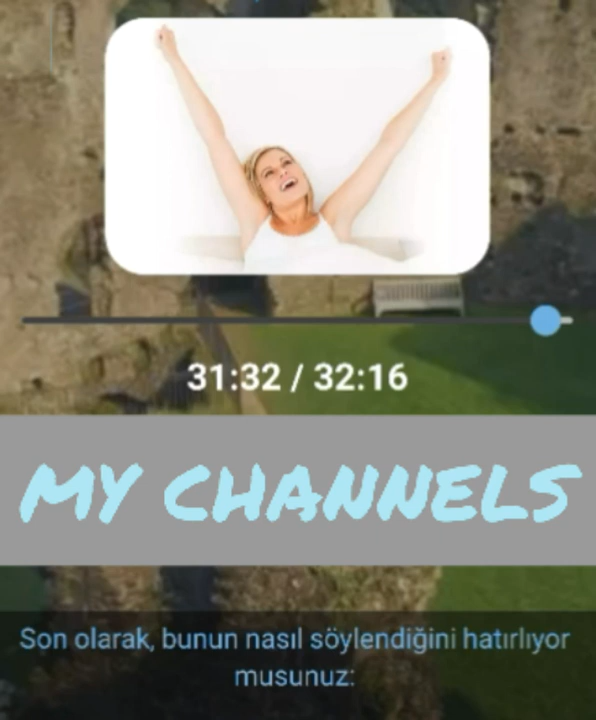 31:32 / 32:16
MY CHANNELS
Son olarak, bunun nasıl söylendiğini hatırlıyor
musunuz: